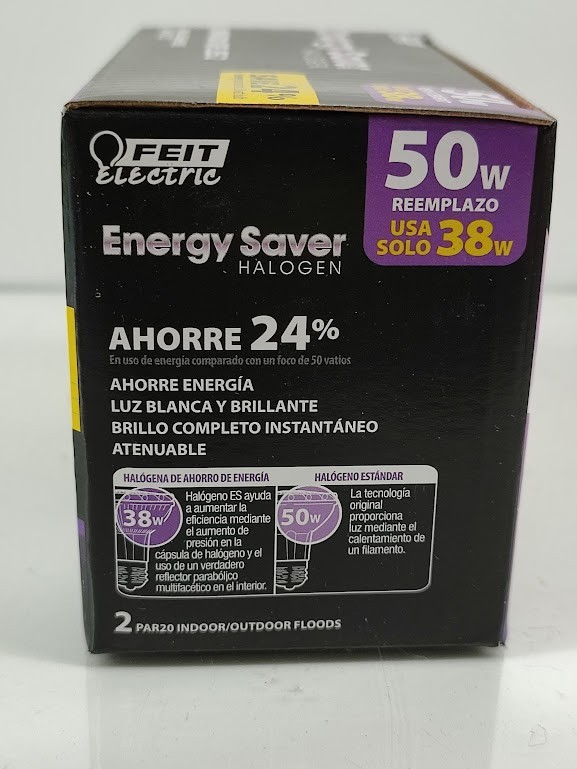 FEIT
ELECTRIC
50W
REEMPLAZO
USA
SOLO 38W
Energy Saver
HALOGEN
AHORRE 24%
En uso de energía comparado con un foco de 50 vatios
AHORRE ENERGÍA
LUZ BLANCA Y BRILLANTE
BRILLO COMPLETO INSTANTÁNEO
ATENUABLE
HALÓGENA DE AHORRO DE ENERGÍA
38W
Halógeno ES ayuda
a aumentar la
eficiencia mediante
el aumento de
presión en la
cápsula de halógeno y el
uso de un verdadero
reflector parabólico
multifacético en el interior.
HALÓGENO ESTÁNDAR
50W
La tecnología
original
proporciona
luz mediante el
calentamiento de
un filamento.
2 PAR20 INDOOR/OUTDOOR FLOODS